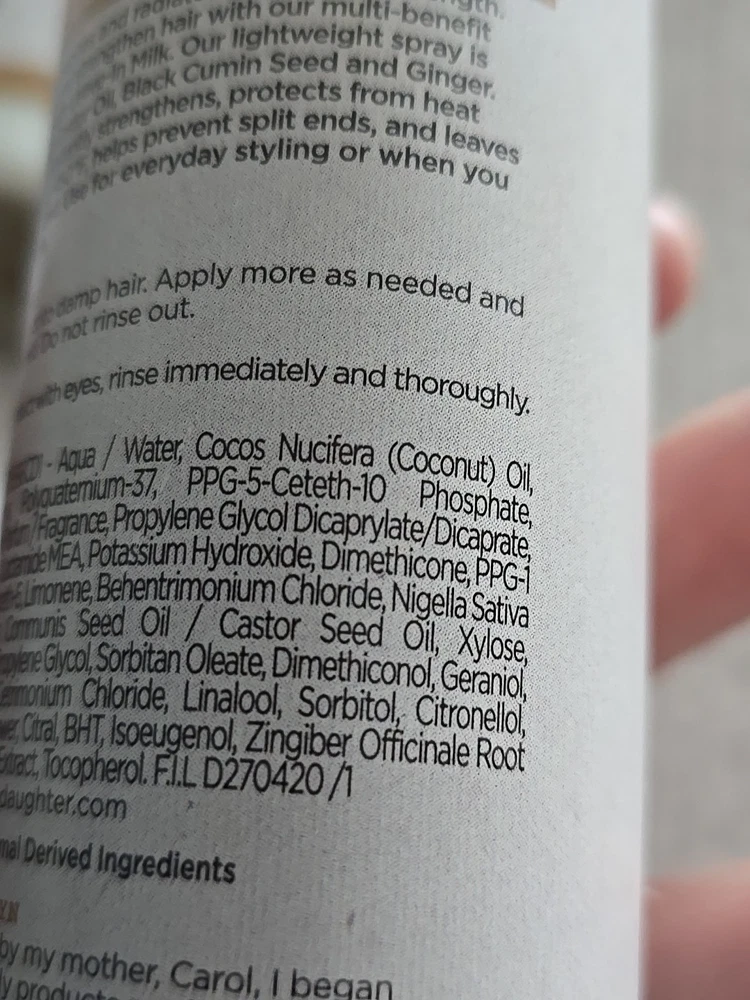 hair with our multi-benefit
Milk. Our lightweight spray is
Oil, Black Cumin Seed and Ginger.
strengthens, protects from heat
helps prevent split ends, and leaves
for everyday styling or when you
damp hair. Apply more as needed and
Do not rinse out.
with eyes, rinse immediately and thoroughly.
- Aqua / Water, Cocos Nucifera (Coconut) Oil,
Polyquaternium-37, PPG-5-Ceteth-10 Phosphate,
/ Fragrance, Propylene Glycol Dicaprylate/Dicaprate,
MEA, Potassium Hydroxide, Dimethicone, PPG-1
Limonene, Behentrimonium Chloride, Nigella Sativa
Communis Seed Oil / Castor Seed Oil, Xylose,
Glycol, Sorbitan Oleate, Dimethiconol, Geraniol,
Chloride, Linalool, Sorbitol, Citronellol,
Citral, BHT, Isoeugenol, Zingiber Officinale Root
Extract, Tocopherol. F.I.L D270420 /1
daughter.com
Derived Ingredients
by my mother, Carol, I began